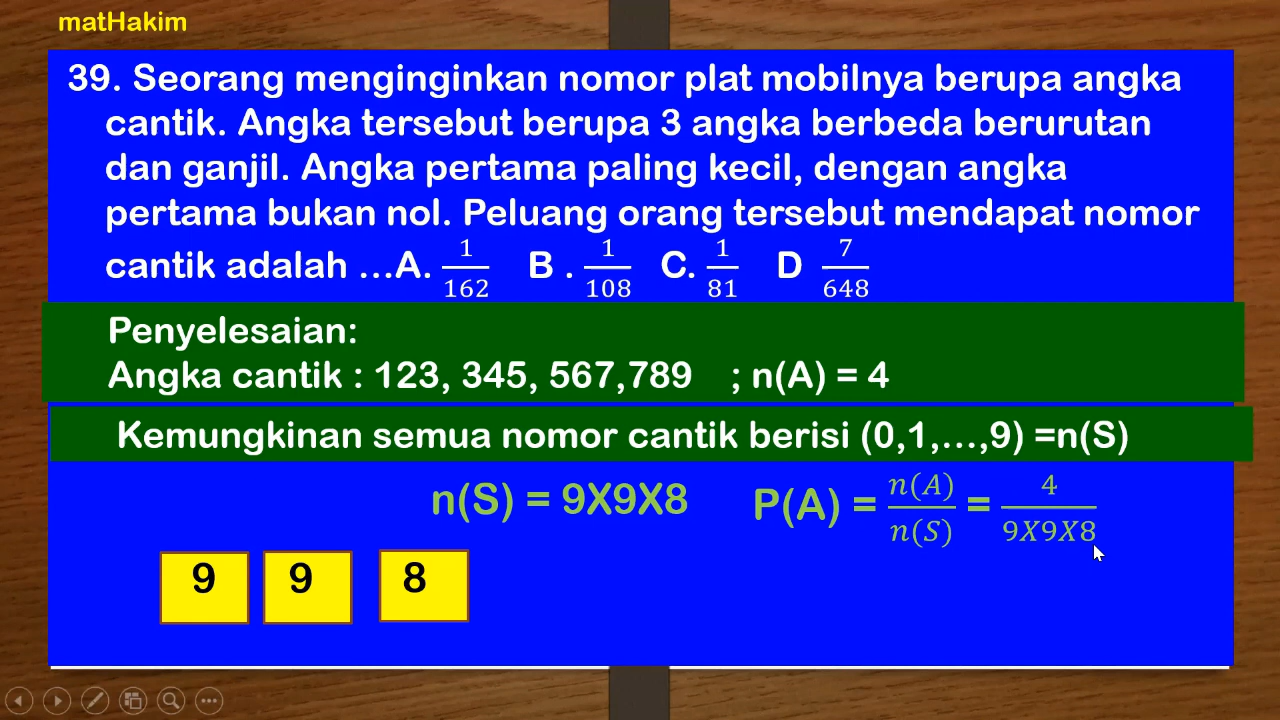 matHakim
39. Seorang menginginkan nomor plat mobilnya berupa angka
cantik. Angka tersebut berupa 3 angka berbeda berurutan
dan ganjil. Angka pertama paling kecil, dengan angka
pertama bukan nol. Peluang orang tersebut mendapat nomor
cantik adalah ...A. 1/162 B . 1/108 C. 1/81 D 7/648
Penyelesaian:
Angka cantik : 123, 345, 567,789 ; n(A) = 4
Kemungkinan semua nomor cantik berisi (0,1,...,9) =n(S)
n(S) = 9X9X8 P(A) = n(A)/n(S) = 4/9X9X8
9 9 8